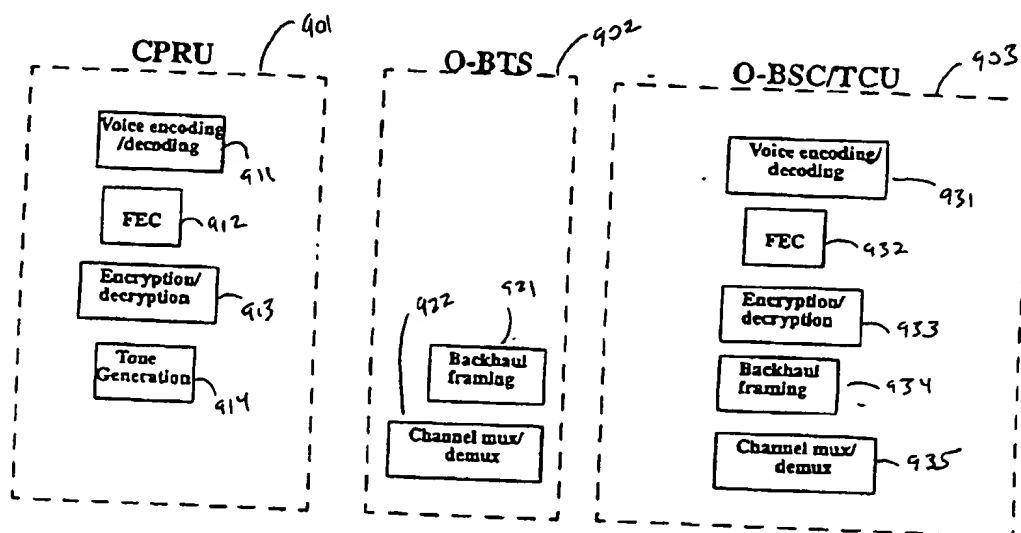 CPRU
901
Voice encoding
/decoding
911
FEC
912
Encryption/
decryption
913
Tone
Generation
914
O-BTS
902
922
921
Backhaul
framing
Channel mux/
demux
O-BSC/TCU
903
Voice encoding/
decoding
931
FEC
932
Encryption/
decryption
933
Backhaul
framing
934
Channel mux/
demux
935